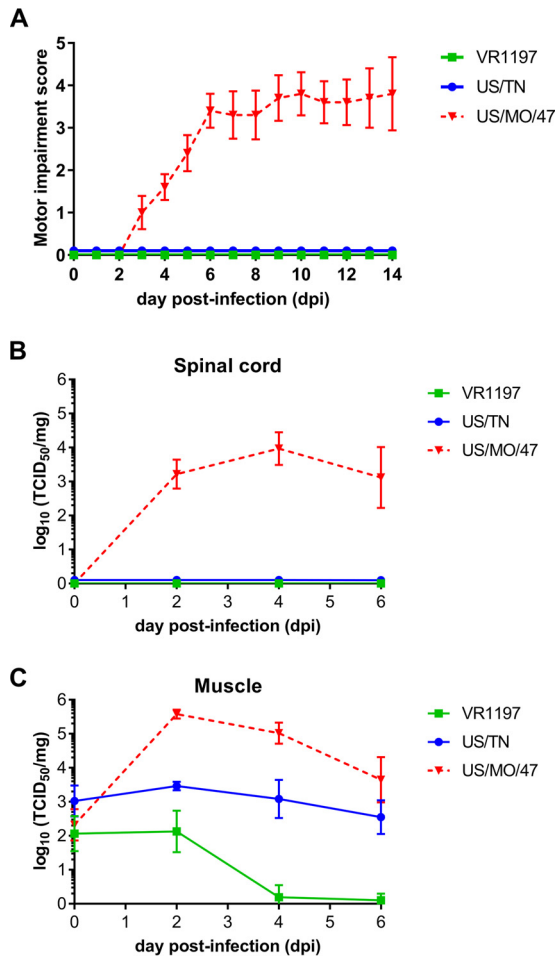 A
5
4
3
2
1
0
Motor impairment score
0 2 4 6 8 10 12 14
day post-infection (dpi)
VR1197
US/TN
US/MO/47
B
Spinal cord
6
5
4
3
2
1
0
log10 (TCID50/mg)
0 1 2 3 4 5 6
day post-infection (dpi)
VR1197
US/TN
US/MO/47
C
Muscle
6
5
4
3
2
1
0
log10 (TCID50/mg)
0 1 2 3 4 5 6
day post-infection (dpi)
VR1197
US/TN
US/MO/47